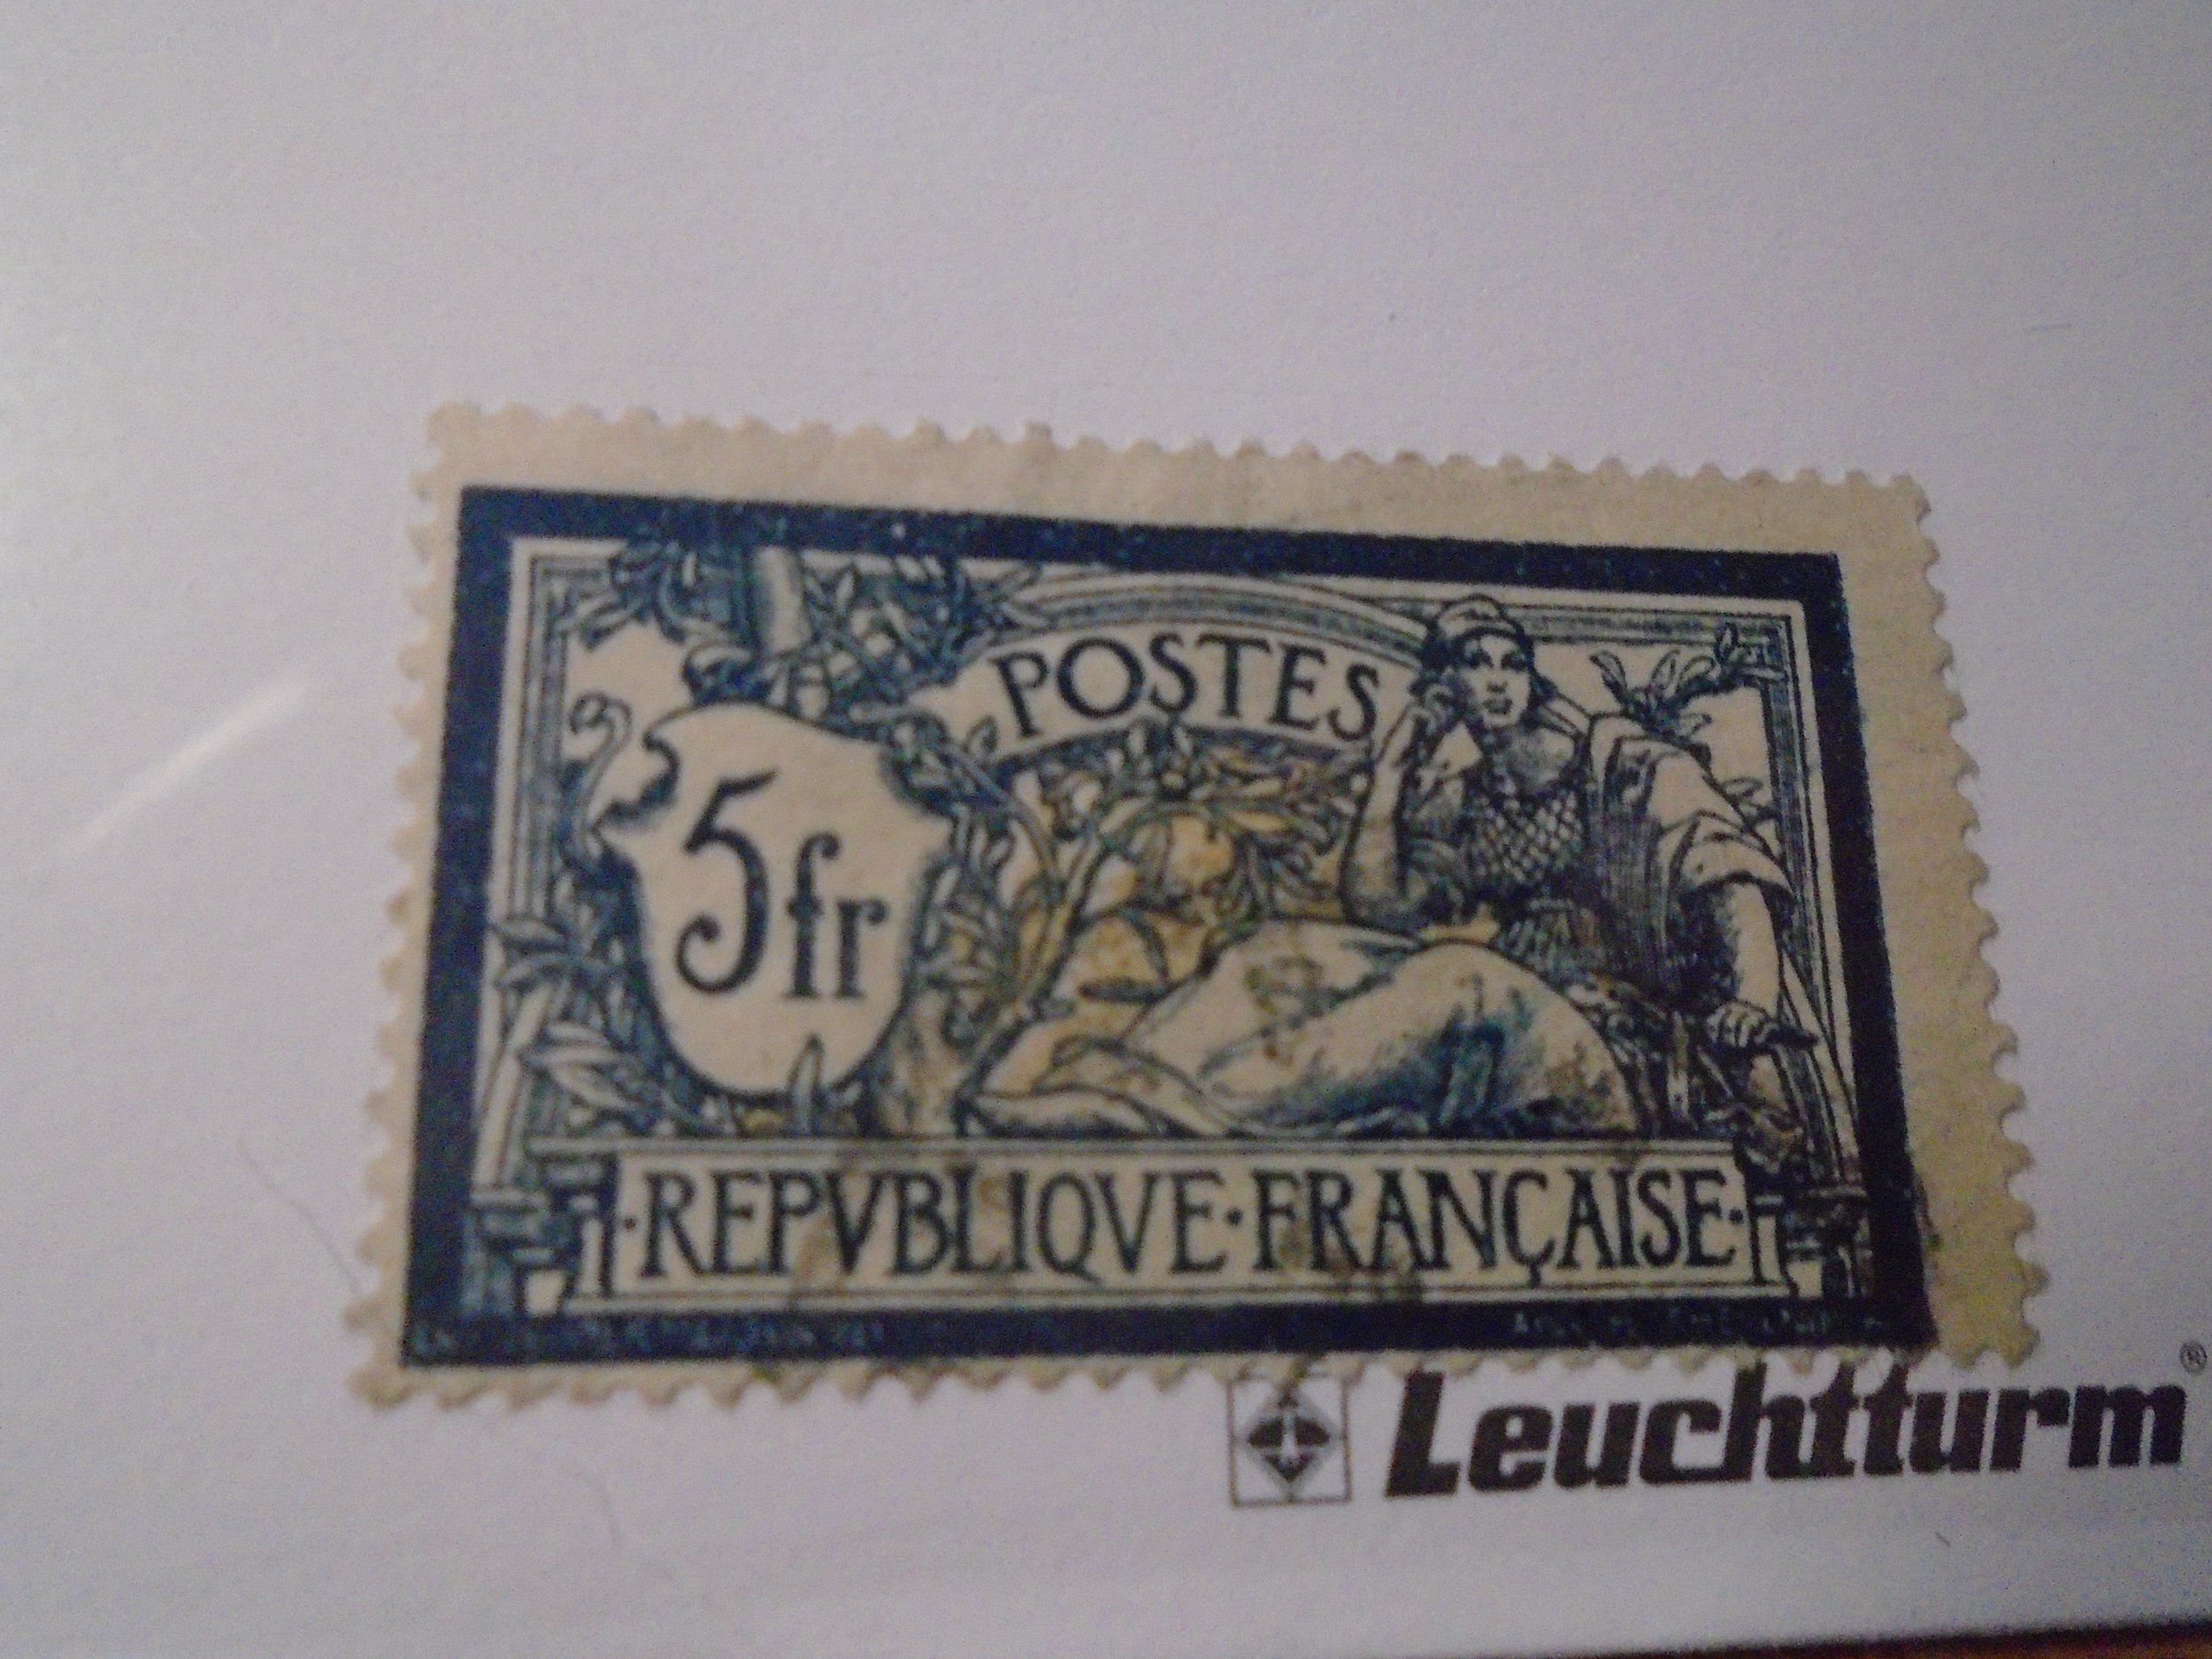 POSTES
5fr
·REPVBLIQVE·FRANÇAISE·
Leuchtturm®